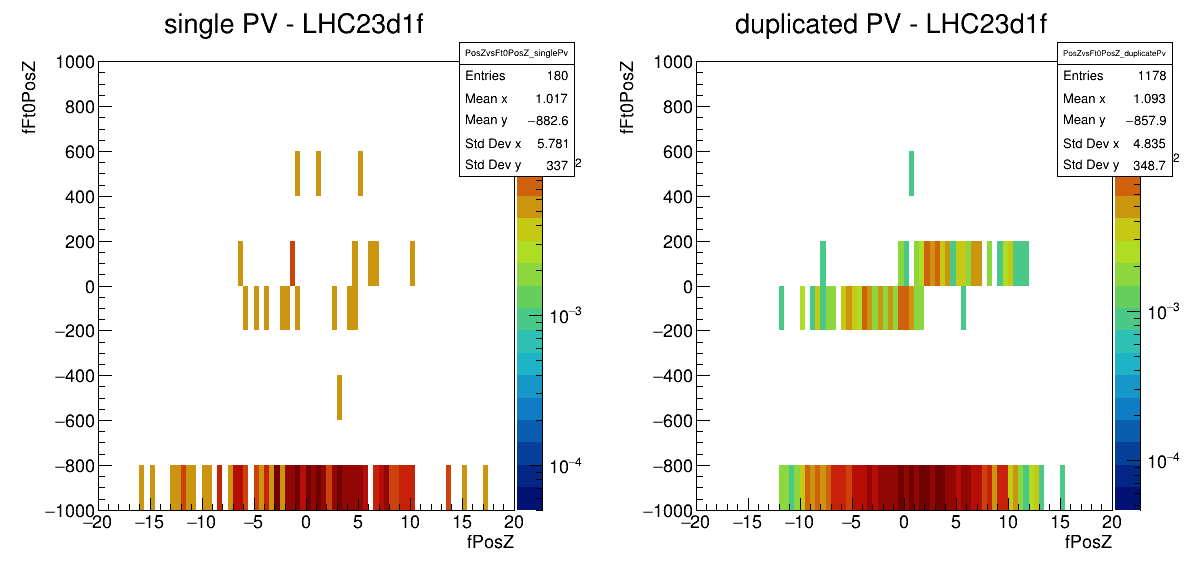 single PV - LHC23d1f
fFt0PosZ
1000
800
600
400
200
0
−200
−400
−600
−800
−1000
−20 −15 −10 −5 0 5 10 15 20
fPosZ
PosZvsFt0PosZ_singlePv
Entries 180
Mean x 1.017
Mean y −882.6
Std Dev x 5.781
Std Dev y 337
2
10−3
10−4
duplicated PV - LHC23d1f
fFt0PosZ
1000
800
600
400
200
0
−200
−400
−600
−800
−1000
−20 −15 −10 −5 0 5 10 15 20
fPosZ
PosZvsFt0PosZ_duplicatePv
Entries 1178
Mean x 1.093
Mean y −857.9
Std Dev x 4.835
Std Dev y 348.7
2
10−3
10−4